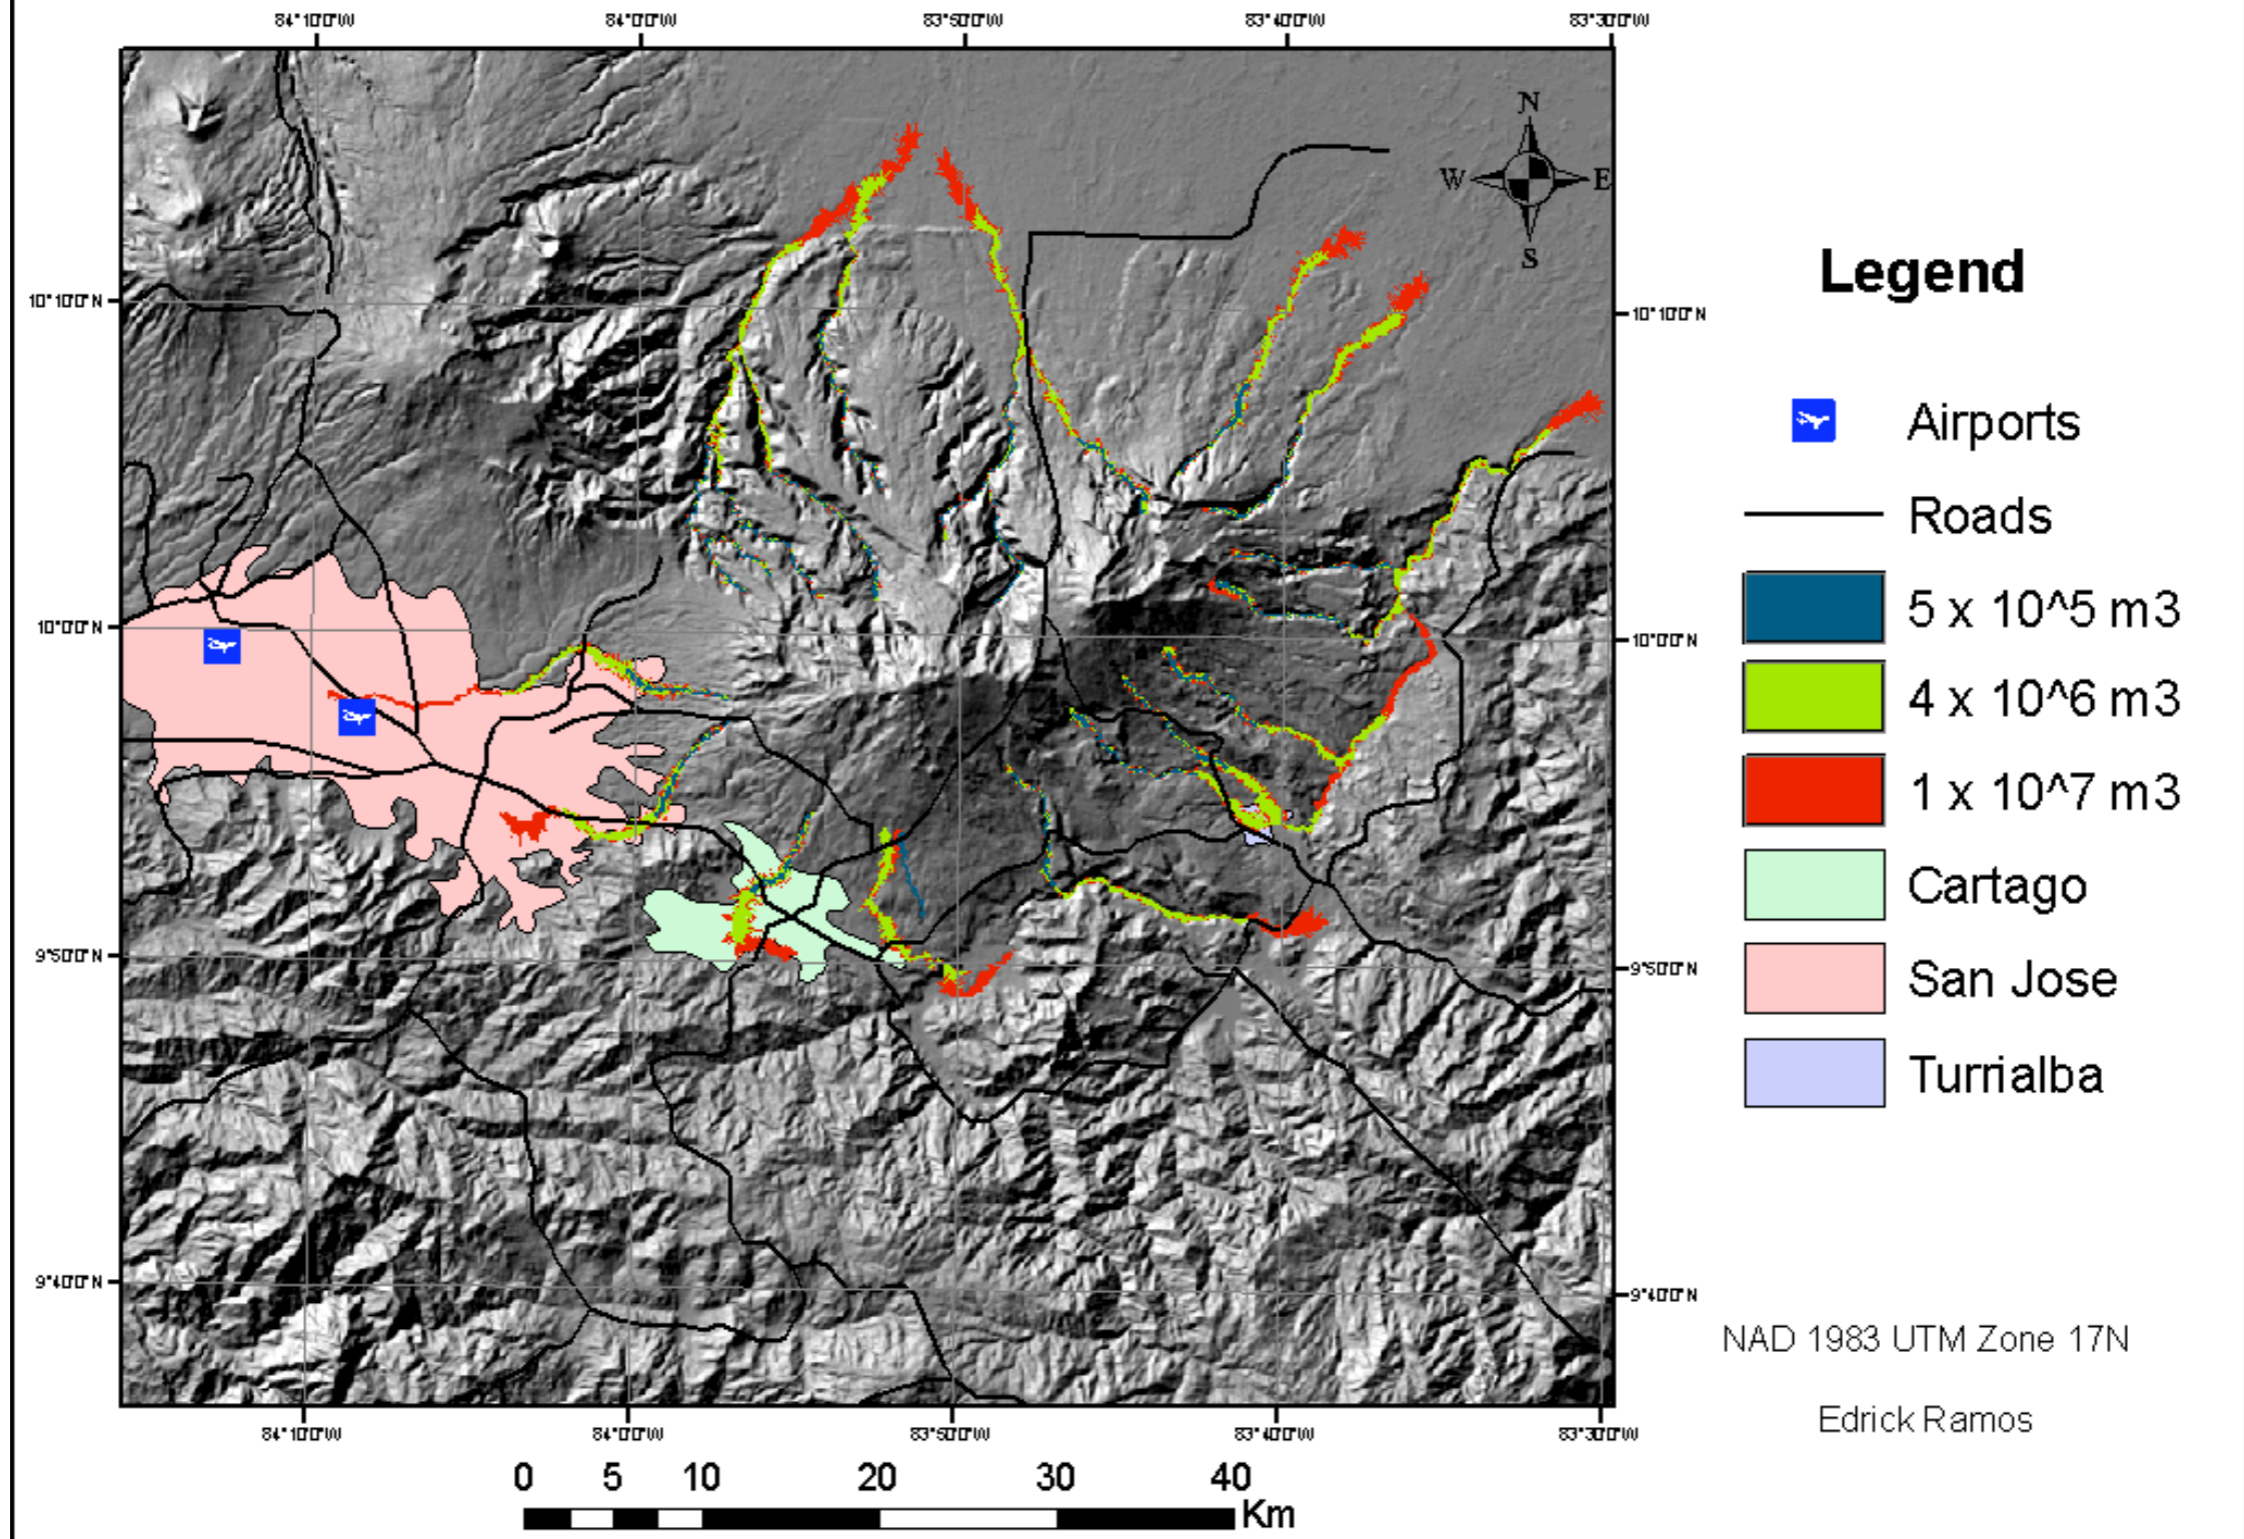 84°10'0"W 84°0'0"W 83°50'0"W 83°40'0"W 83°30'0"W
N
W E
S
Legend
10°10'0"N 10°10'0"N
Airports
Roads
5 x 10^5 m3
10°0'0"N 10°0'0"N
4 x 10^6 m3
1 x 10^7 m3
Cartago
9°50'0"N 9°50'0"N
San Jose
Turrialba
9°40'0"N 9°40'0"N
NAD 1983 UTM Zone 17N
Edrick Ramos
84°10'0"W 84°0'0"W 83°50'0"W 83°40'0"W 83°30'0"W
0 5 10 20 30 40
Km